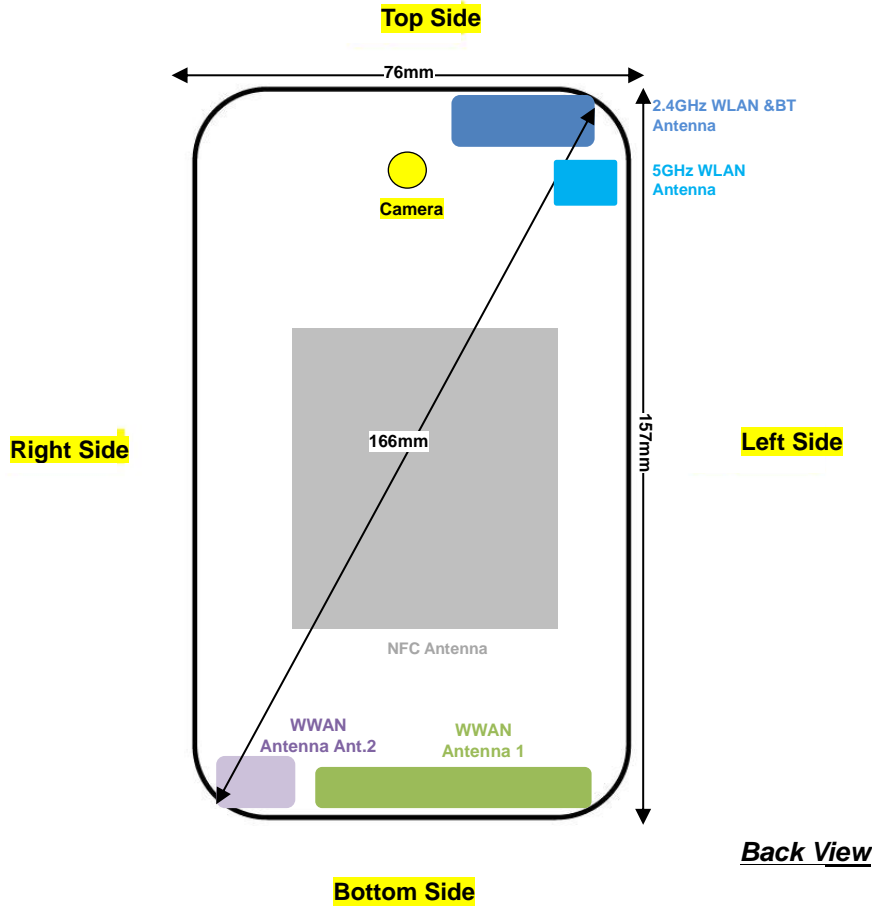 Top Side
76mm
2.4GHz WLAN &BT
Antenna
5GHz WLAN
Antenna
Camera
166mm
157mm
Right Side
Left Side
NFC Antenna
WWAN
Antenna Ant.2
WWAN
Antenna 1
Back View
Bottom Side